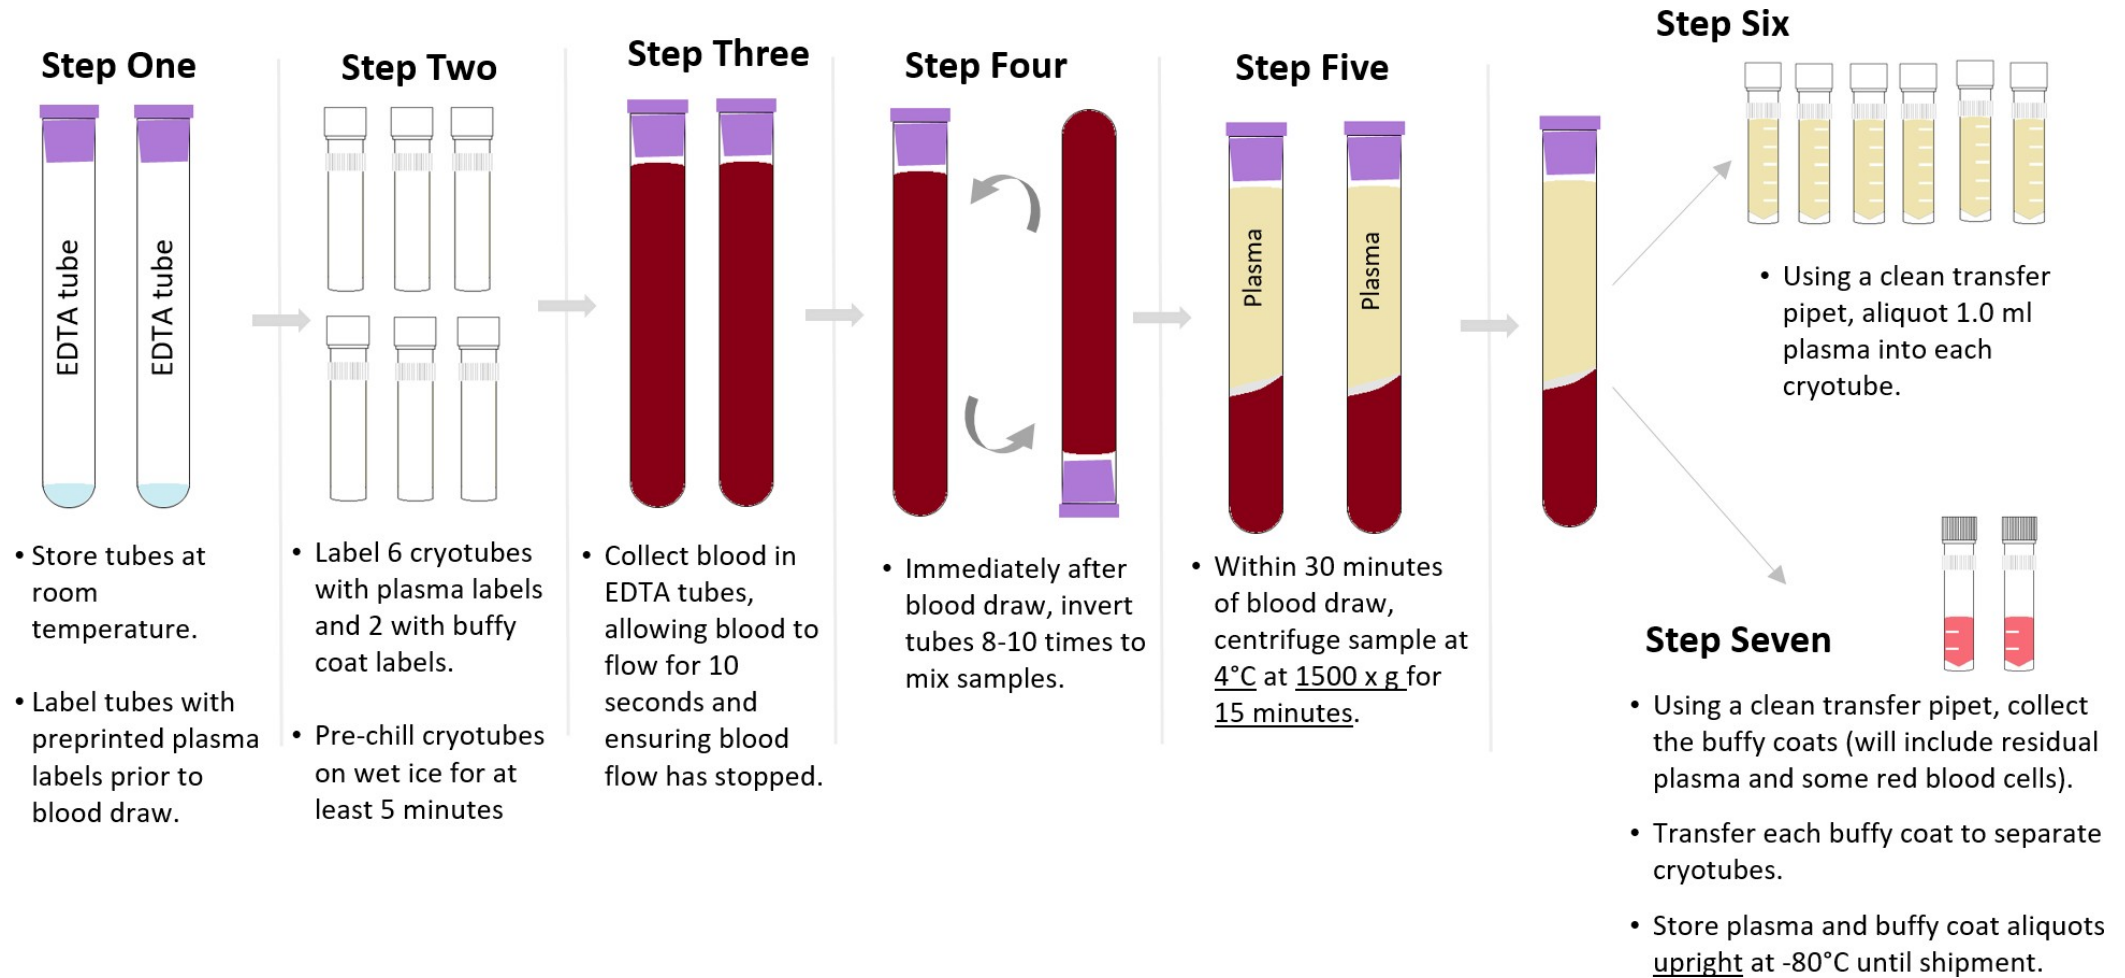 Step One
EDTA tube
EDTA tube
• Store tubes at
room
temperature.
• Label tubes with
preprinted plasma
labels prior to
blood draw.
Step Two
• Label 6 cryotubes
with plasma labels
and 2 with buffy
coat labels.
• Pre-chill cryotubes
on wet ice for at
least 5 minutes
Step Three
• Collect blood in
EDTA tubes,
allowing blood to
flow for 10
seconds and
ensuring blood
flow has stopped.
Step Four
• Immediately after
blood draw, invert
tubes 8-10 times to
mix samples.
Step Five
Plasma
Plasma
• Within 30 minutes
of blood draw,
centrifuge sample at
4°C at 1500 x g for
15 minutes.
Step Six
• Using a clean transfer
pipet, aliquot 1.0 ml
plasma into each
cryotube.
Step Seven
• Using a clean transfer pipet, collect
the buffy coats (will include residual
plasma and some red blood cells).
• Transfer each buffy coat to separate
cryotubes.
• Store plasma and buffy coat aliquots
upright at -80°C until shipment.